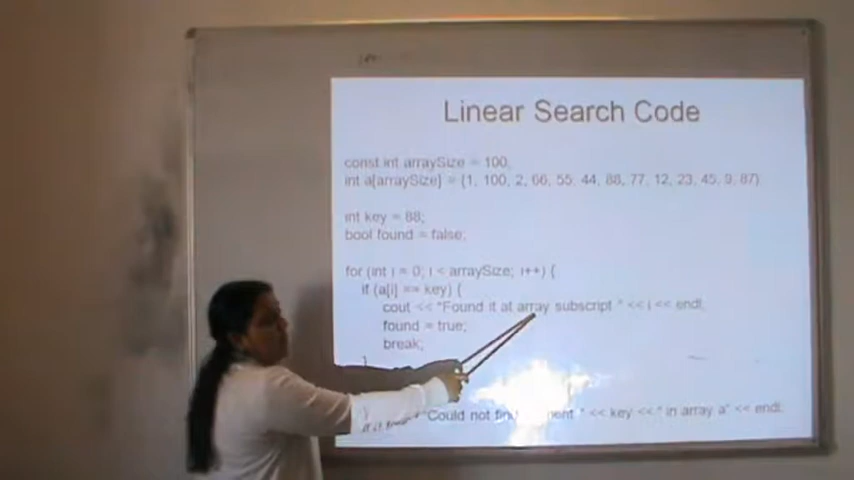 Linear Search Code
const int arraySize = 100;
int a[arraySize] = {1, 100, 2, 66, 55, 44, 88, 77, 12, 23, 45, 9, 87};
int key = 88;
bool found = false;
for (int i = 0; i < arraySize; i++) {
if (a[i] == key) {
cout << "Found it at array subscript " << i << endl;
found = true;
break;
}
}
"Could not find " << key << " in array a" << endl;